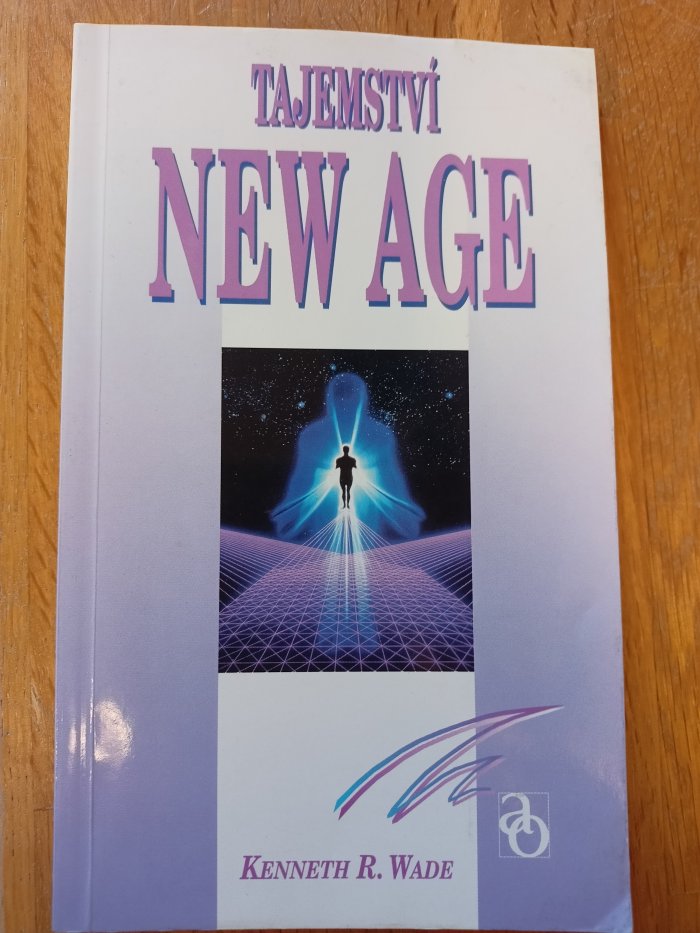 TAJEMSTVÍ
NEW AGE
ao
KENNETH R. WADE